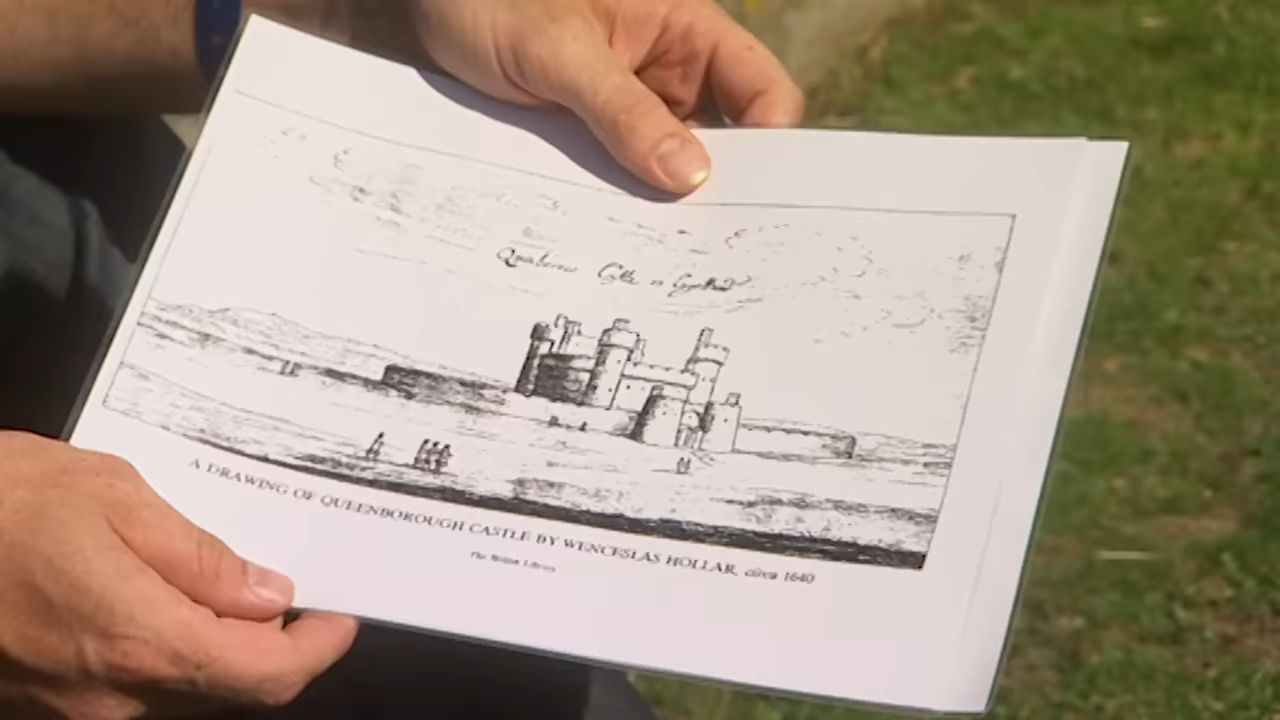 A DRAWING OF QUEENBOROUGH CASTLE BY WENCESLAS HOLLAR, circa 1640
The British Library